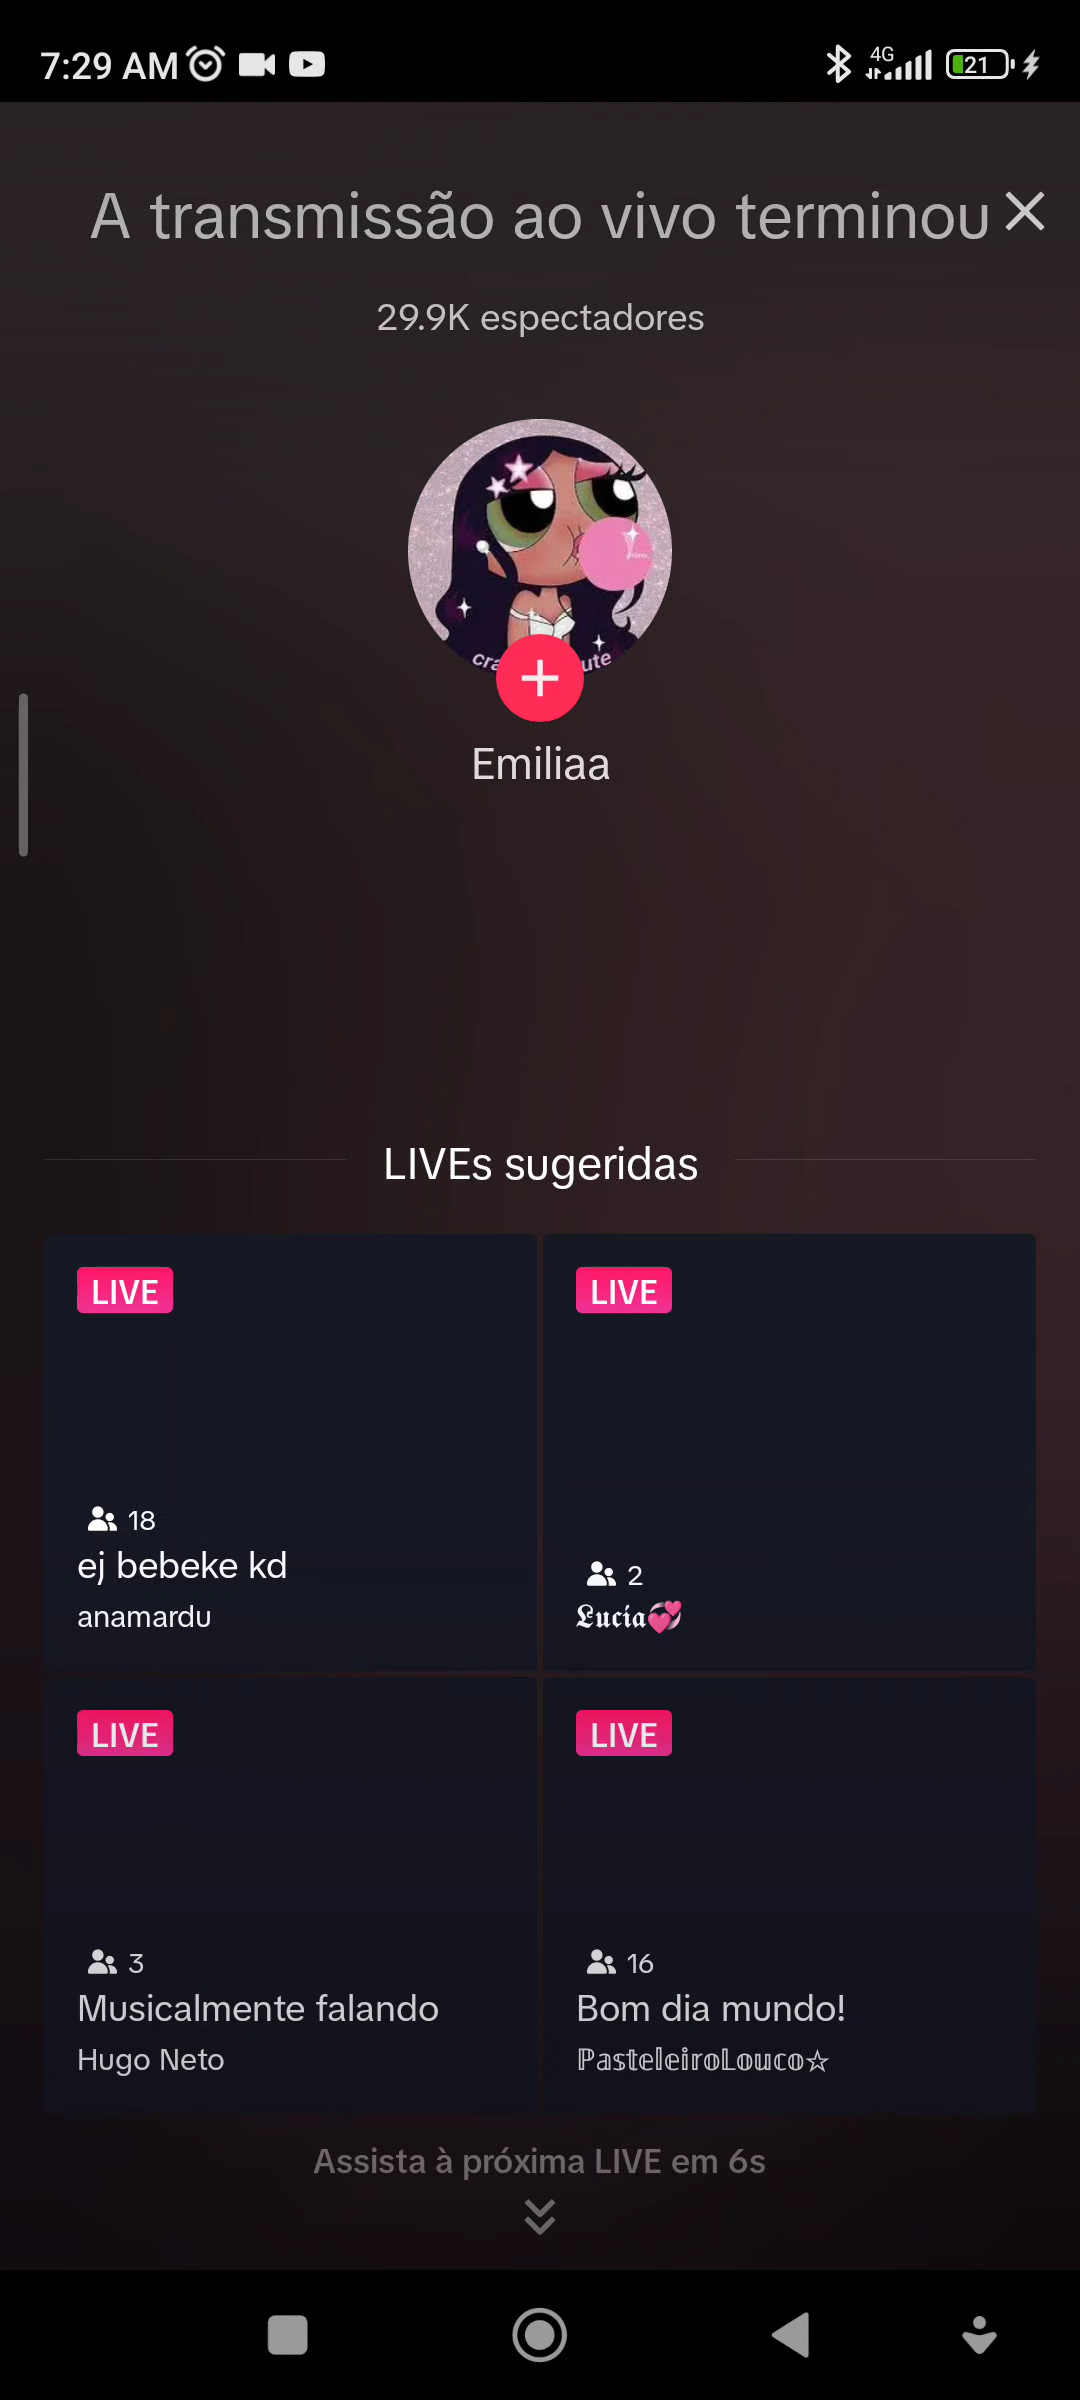 7:29 AM
4G
21
A transmissão ao vivo terminou
29.9K espectadores
Emiliaa
LIVEs sugeridas
LIVE
18
ej bebeke kd
anamardu
LIVE
2
𝕷𝖚𝖈𝖎́𝖆💞
LIVE
3
Musicalmente falando
Hugo Neto
LIVE
16
Bom dia mundo!
ℙ𝕒𝕤𝕥𝕖𝕝𝕖𝕚𝕣𝕠𝕃𝕠𝕦𝕔𝕠☆
Assista à próxima LIVE em 6s